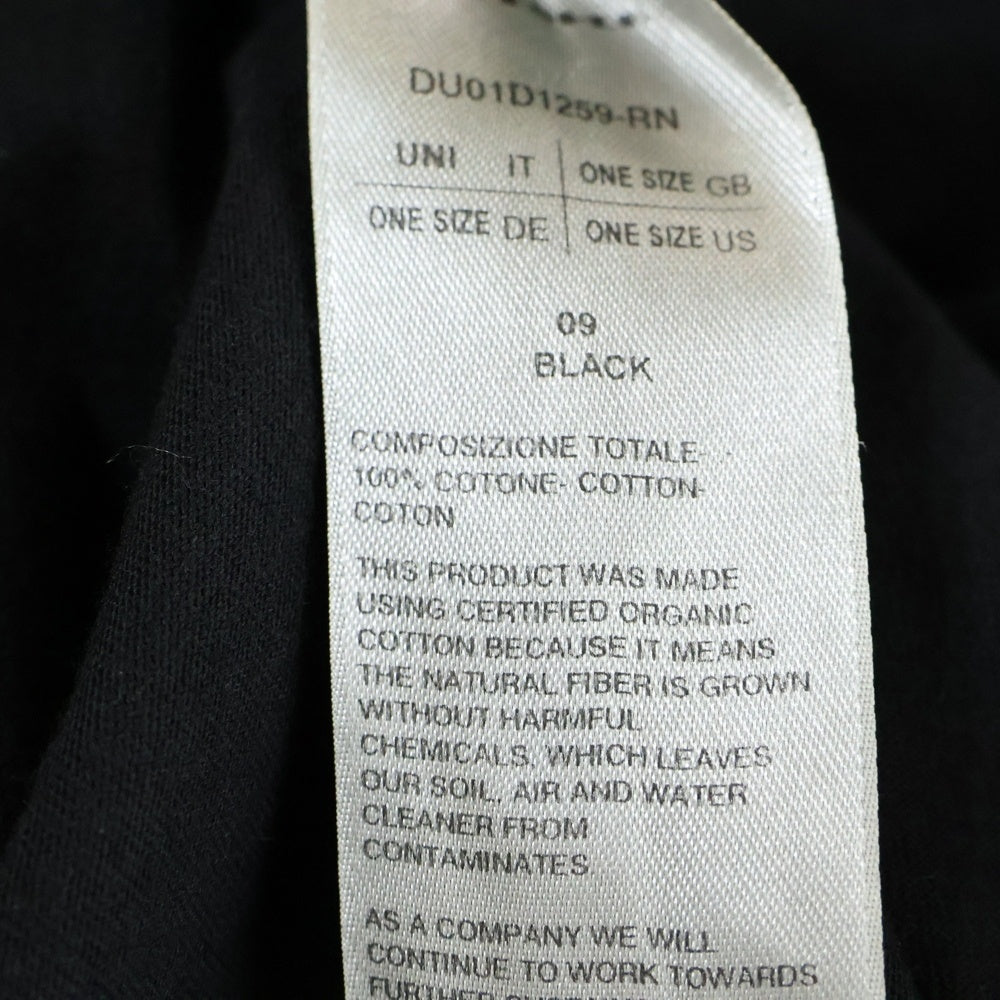 DU01D1259-RN
UNI IT ONE SIZE GB
ONE SIZE DE ONE SIZE US
09
BLACK
COMPOSIZIONE TOTALE-
100% COTONE- COTTON-
COTON
THIS PRODUCT WAS MADE
USING CERTIFIED ORGANIC
COTTON BECAUSE IT MEANS
THE NATURAL FIBER IS GROWN
WITHOUT HARMFUL
CHEMICALS, WHICH LEAVES
OUR SOIL, AIR AND WATER
CLEANER FROM
CONTAMINATES
AS A COMPANY WE WILL
CONTINUE TO WORK TOWARDS
FURTHER